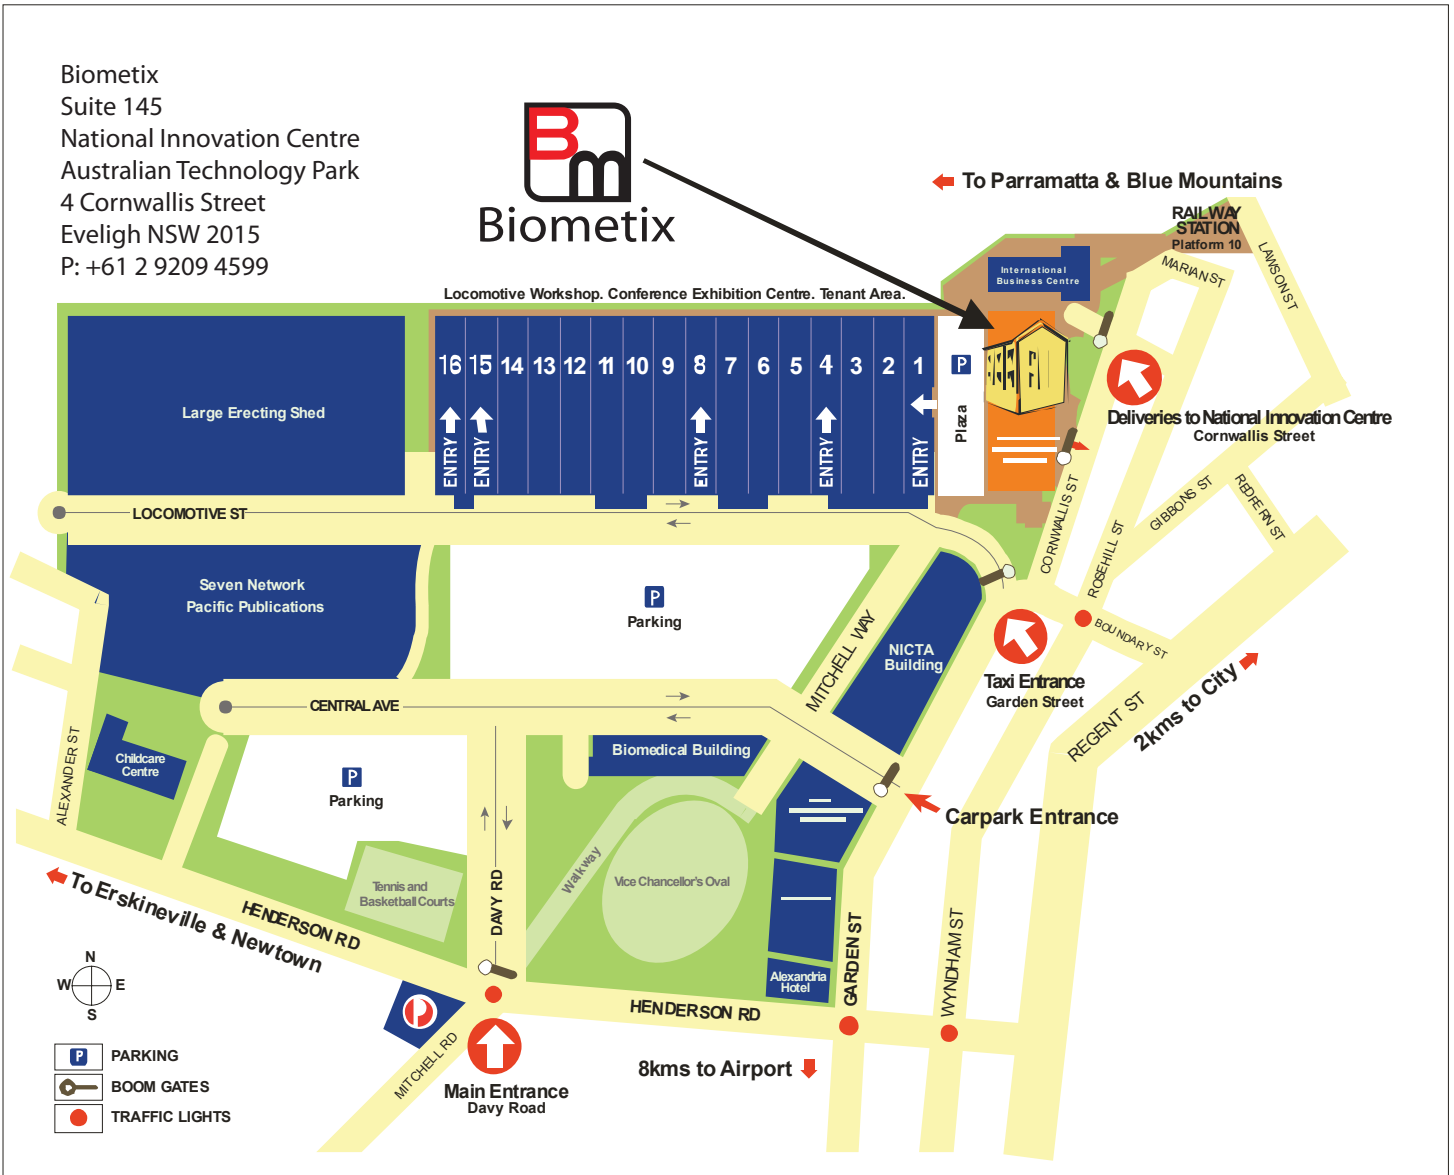 Biometix
Suite 145
National Innovation Centre
Australian Technology Park
4 Cornwallis Street
Eveligh NSW 2015
P: +61 2 9209 4599
Bm
Biometix
To Parramatta & Blue Mountains
RAILWAY
STATION
Platform 10
LAWSON ST
MARIAN ST
International
Business Centre
Locomotive Workshop. Conference Exhibition Centre. Tenant Area.
16 15 14 13 12 11 10 9 8 7 6 5 4 3 2 1
ENTRY
ENTRY
ENTRY
ENTRY
ENTRY
P
Plaza
Large Erecting Shed
Deliveries to National Innovation Centre
Cornwallis Street
CORNWALLIS ST
ROSEHILL ST
GIBBONS ST
REDFERN ST
LOCOMOTIVE ST
Seven Network
Pacific Publications
P
Parking
MITCHELL WAY
NICTA
Building
BOUNDARY ST
Taxi Entrance
Garden Street
REGENT ST
2kms to City
CENTRAL AVE
ALEXANDER ST
Childcare
Centre
P
Parking
Biomedical Building
Carpark Entrance
Walkway
Vice Chancellor's Oval
Tennis and
Basketball Courts
DAVY RD
To Erskineville & Newtown
HENDERSON RD
GARDEN ST
WYNDHAM ST
Alexandria
Hotel
HENDERSON RD
N
W E
S
P
MITCHELL RD
8kms to Airport
Main Entrance
Davy Road
P PARKING
BOOM GATES
TRAFFIC LIGHTS